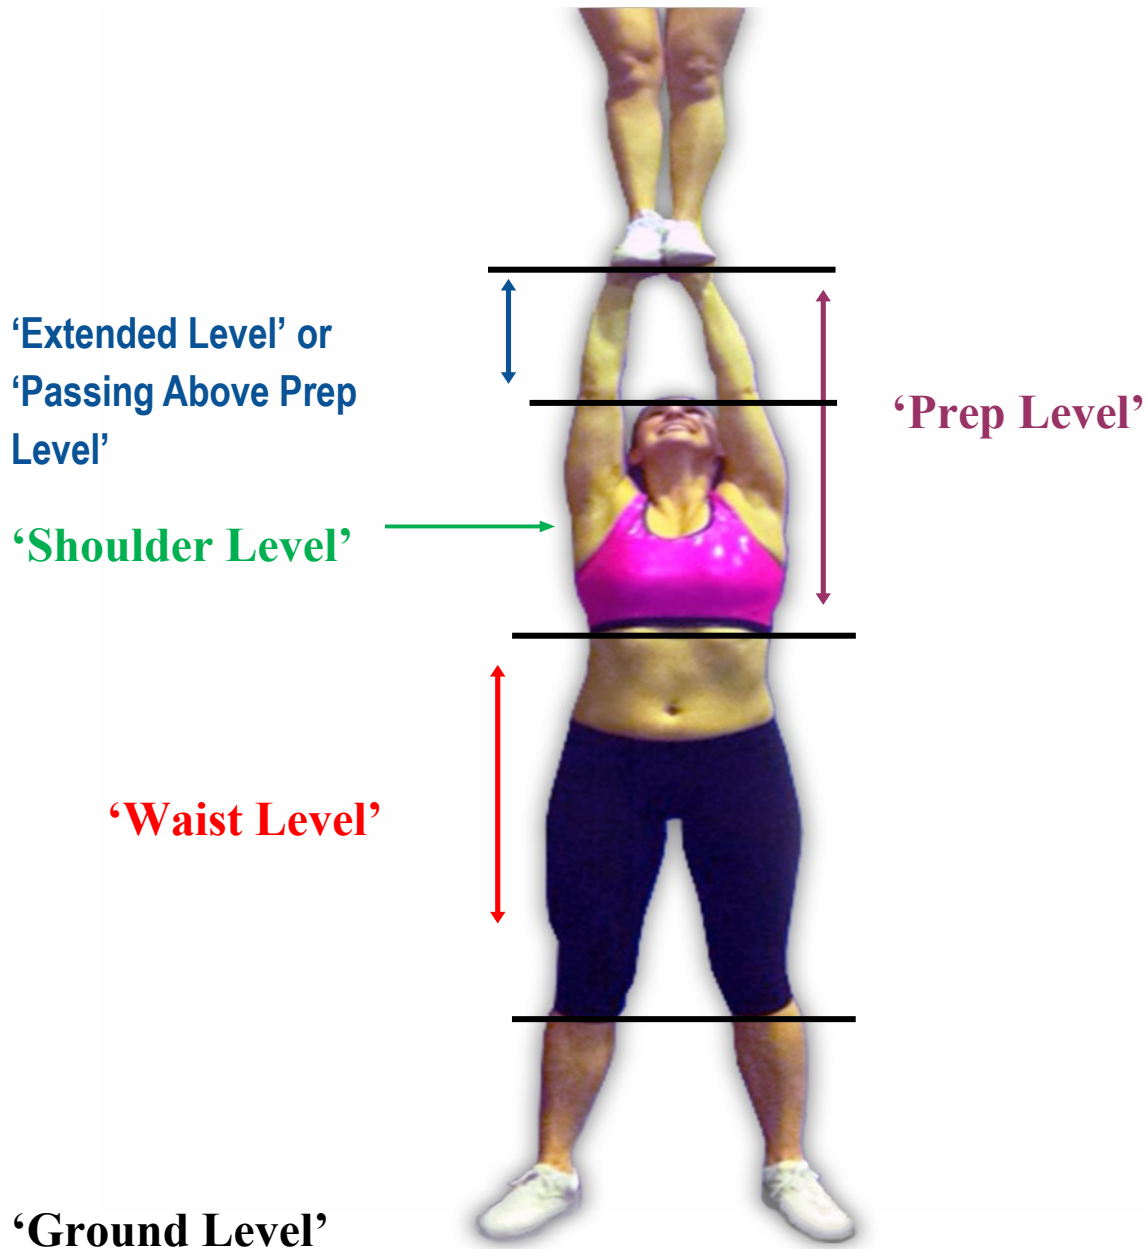 ‘Extended Level’ or
‘Passing Above Prep
Level’
‘Prep Level’
‘Shoulder Level’
‘Waist Level’
‘Ground Level’